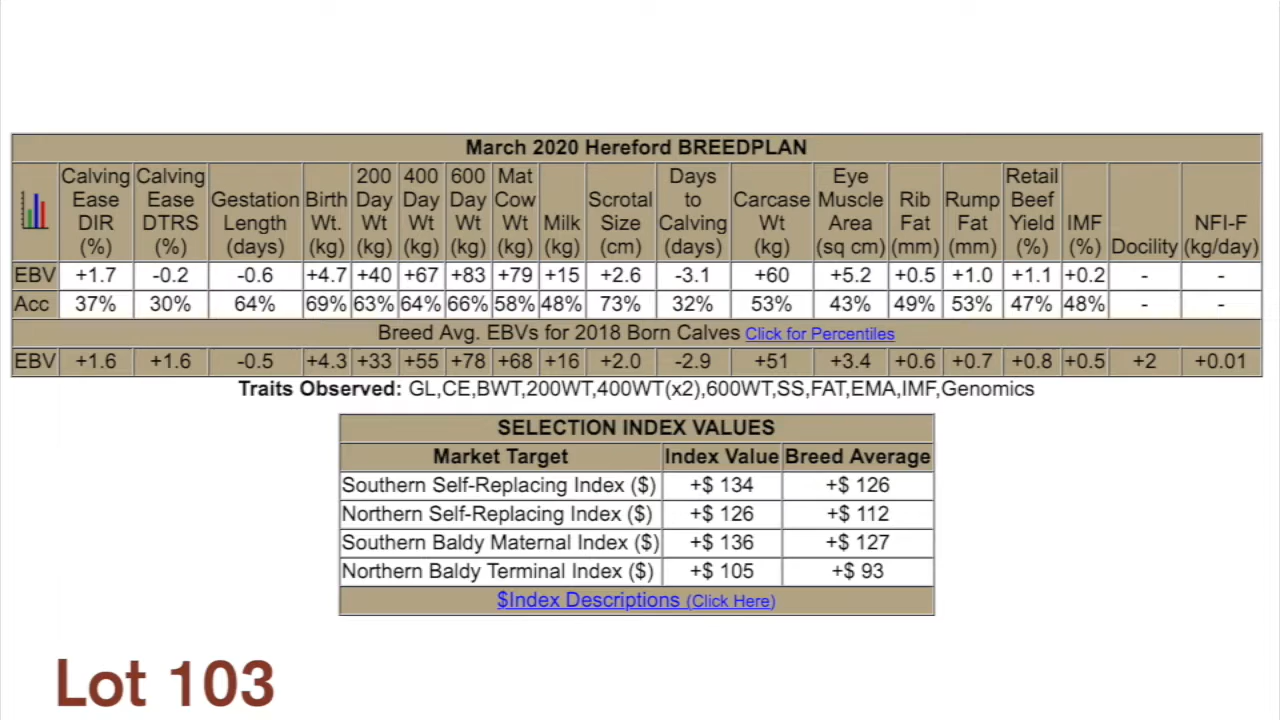 March 2020 Hereford BREEDPLAN
Calving Ease DIR (%) Calving Ease DTRS (%) Gestation Length (days) Birth Wt. (kg) 200 Day Wt (kg) 400 Day Wt (kg) 600 Day Wt (kg) Mat Cow Wt (kg) Milk (kg) Scrotal Size (cm) Days to Calving (days) Carcase Wt (kg) Eye Muscle Area (sq cm) Rib Fat (mm) Rump Fat (mm) Retail Beef Yield (%) IMF (%) Docility NFI-F (kg/day)
EBV +1.7 -0.2 -0.6 +4.7 +40 +67 +83 +79 +15 +2.6 -3.1 +60 +5.2 +0.5 +1.0 +1.1 +0.2 - -
Acc 37% 30% 64% 69% 63% 64% 66% 58% 48% 73% 32% 53% 43% 49% 53% 47% 48% - -
Breed Avg. EBVs for 2018 Born Calves Click for Percentiles
EBV +1.6 +1.6 -0.5 +4.3 +33 +55 +78 +68 +16 +2.0 -2.9 +51 +3.4 +0.6 +0.7 +0.8 +0.5 +2 +0.01
Traits Observed: GL,CE,BWT,200WT,400WT(x2),600WT,SS,FAT,EMA,IMF,Genomics
SELECTION INDEX VALUES
Market Target Index Value Breed Average
Southern Self-Replacing Index ($) +$ 134 +$ 126
Northern Self-Replacing Index ($) +$ 126 +$ 112
Southern Baldy Maternal Index ($) +$ 136 +$ 127
Northern Baldy Terminal Index ($) +$ 105 +$ 93
$Index Descriptions (Click Here)
Lot 103